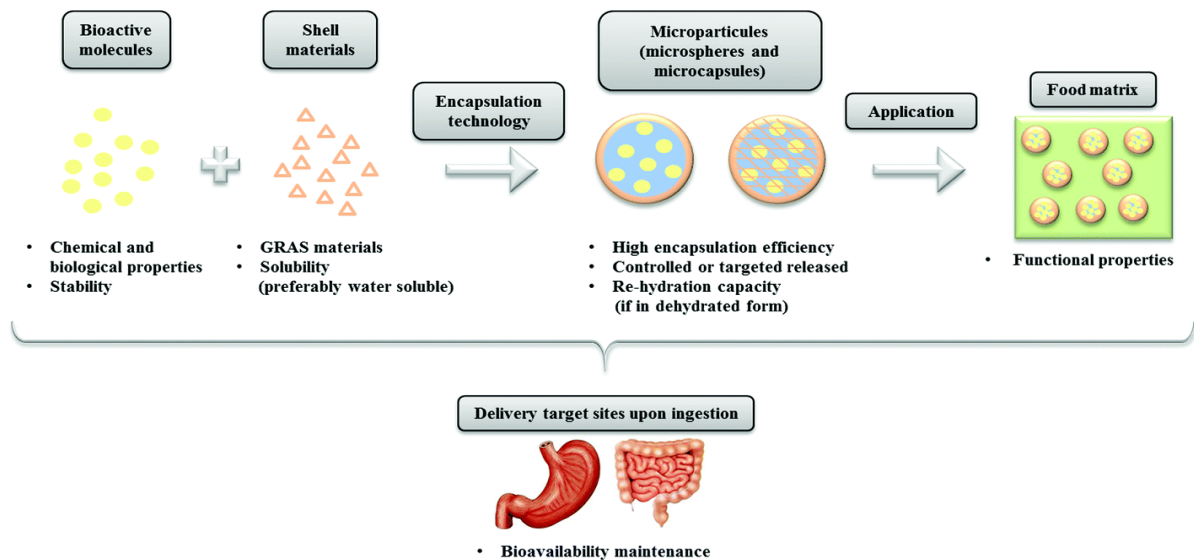 Bioactive
molecules
Shell
materials
Encapsulation
technology
Microparticules
(microspheres and
microcapsules)
Application
Food matrix
• Chemical and
biological properties
• Stability
• GRAS materials
• Solubility
(preferably water soluble)
• High encapsulation efficiency
• Controlled or targeted released
• Re-hydration capacity
(if in dehydrated form)
• Functional properties
Delivery target sites upon ingestion
• Bioavailability maintenance